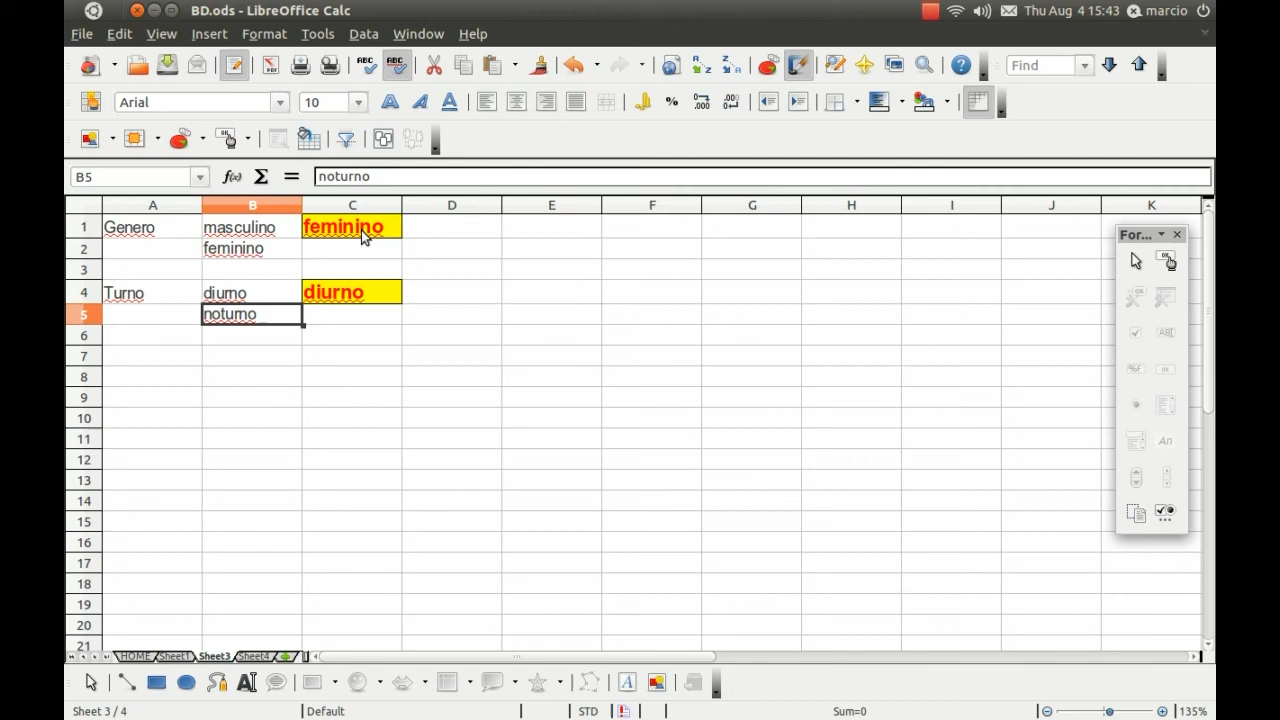 BD.ods - LibreOffice Calc
Thu Aug 4 15:43 marcio
File Edit View Insert Format Tools Data Window Help
Find
Arial 10
B5 noturno
A B C D E F G H I J K
1 Genero masculino feminino
2 feminino
3
4 Turno diurno diurno
5 noturno
6
7
8
9
10
11
12
13
14
15
16
17
18
19
20
21
For...
HOME Sheet1 Sheet3 Sheet4
Sheet 3 / 4 Default STD Sum=0 135%